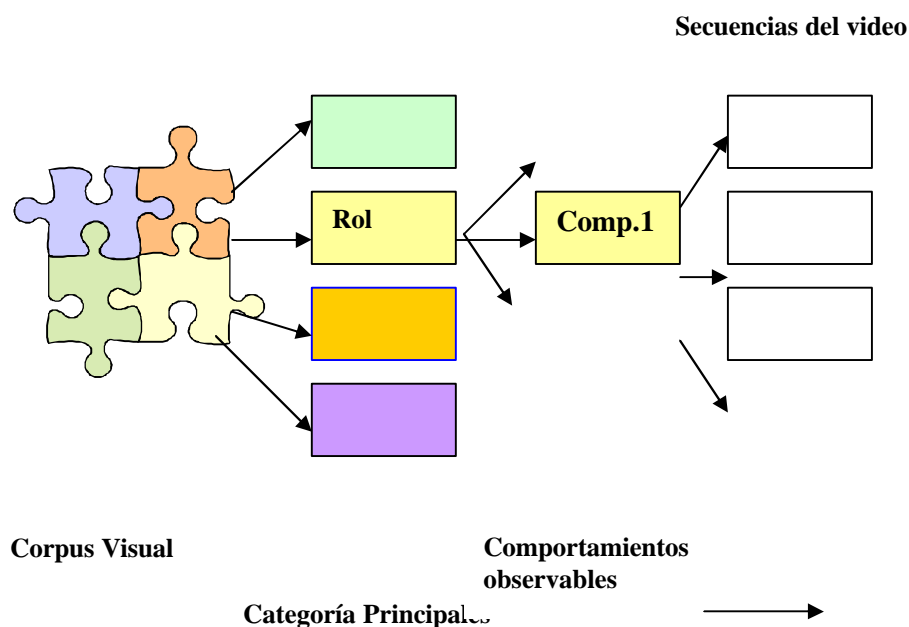 Secuencias del video
Rol
Comp.1
Corpus Visual
Comportamientos
observables
Categoría Principales